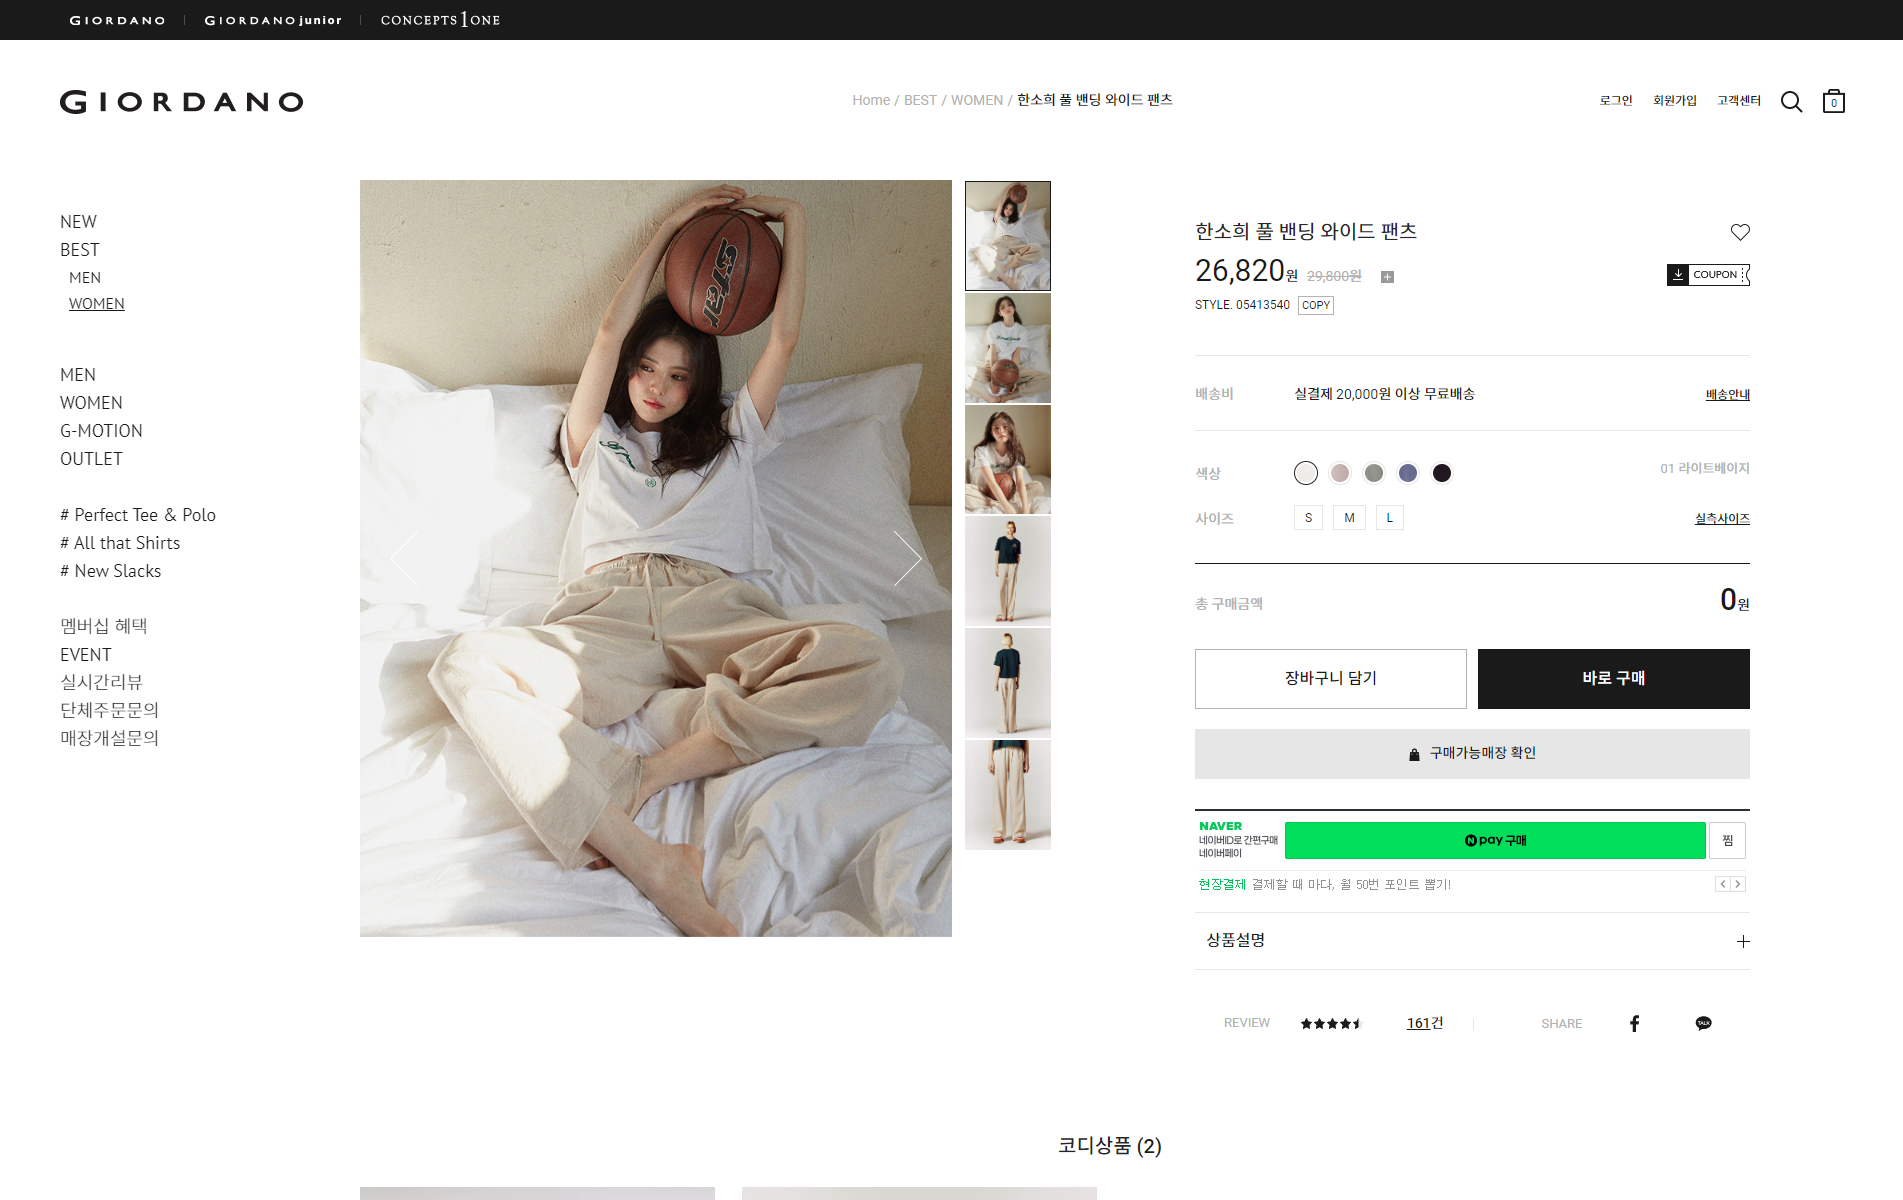 GIORDANO
GIORDANO junior
CONCEPTS 1 ONE
GIORDANO
Home / BEST / WOMEN / 한소희 풀 밴딩 와이드 팬츠
로그인
회원가입
고객센터
0
NEW
BEST
MEN
WOMEN
MEN
WOMEN
G-MOTION
OUTLET
# Perfect Tee & Polo
# All that Shirts
# New Slacks
멤버십 혜택
EVENT
실시간리뷰
단체주문문의
매장개설문의
STAR
한소희 풀 밴딩 와이드 팬츠
26,820원 29,800원
COUPON
STYLE. 05413540 COPY
배송비 실결제 20,000원 이상 무료배송 배송안내
색상 01 라이트베이지
사이즈 S M L 실측사이즈
총 구매금액 0원
장바구니 담기
바로 구매
구매가능매장 확인
NAVER
네이버ID로 간편구매
네이버페이
N pay 구매
찜
현장결제 결제할 때 마다, 월 50번 포인트 뽑기!
상품설명
REVIEW 161건 SHARE
TALK
코디상품 (2)